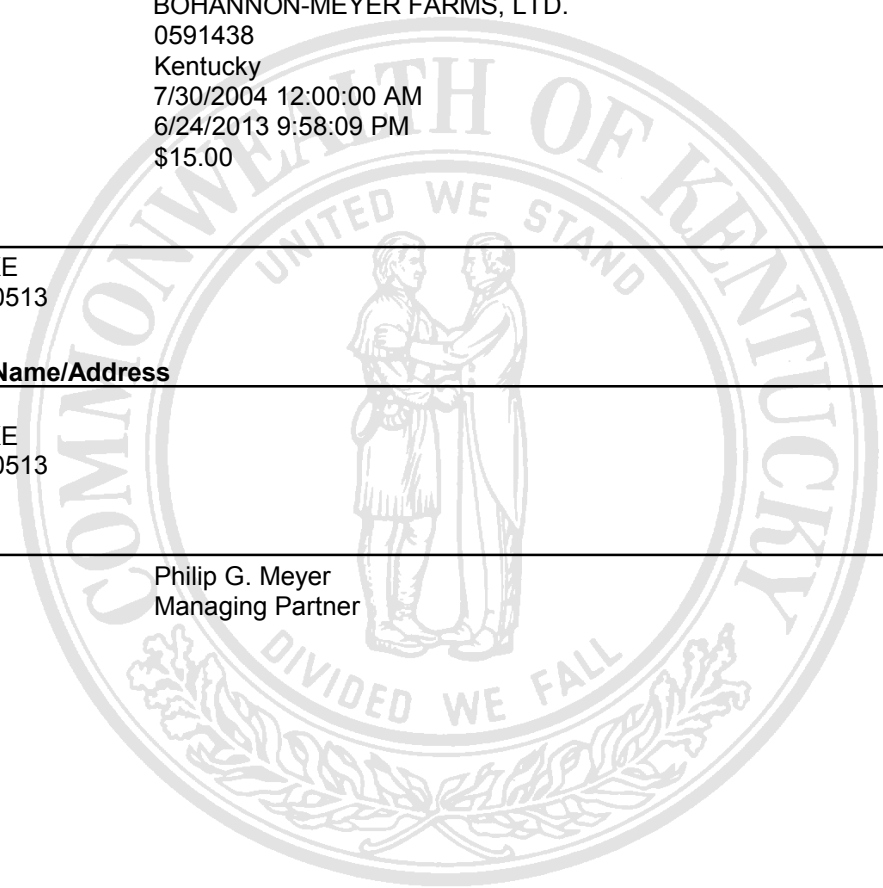 BOHANNON-MEYER FARMS, LTD.
0591438
Kentucky
7/30/2004 12:00:00 AM
6/24/2013 9:58:09 PM
$15.00
COMMONWEALTH OF KENTUCKY
UNITED WE STAND
E
0513
Name/Address
E
0513
Philip G. Meyer
Managing Partner
DIVIDED WE FALL